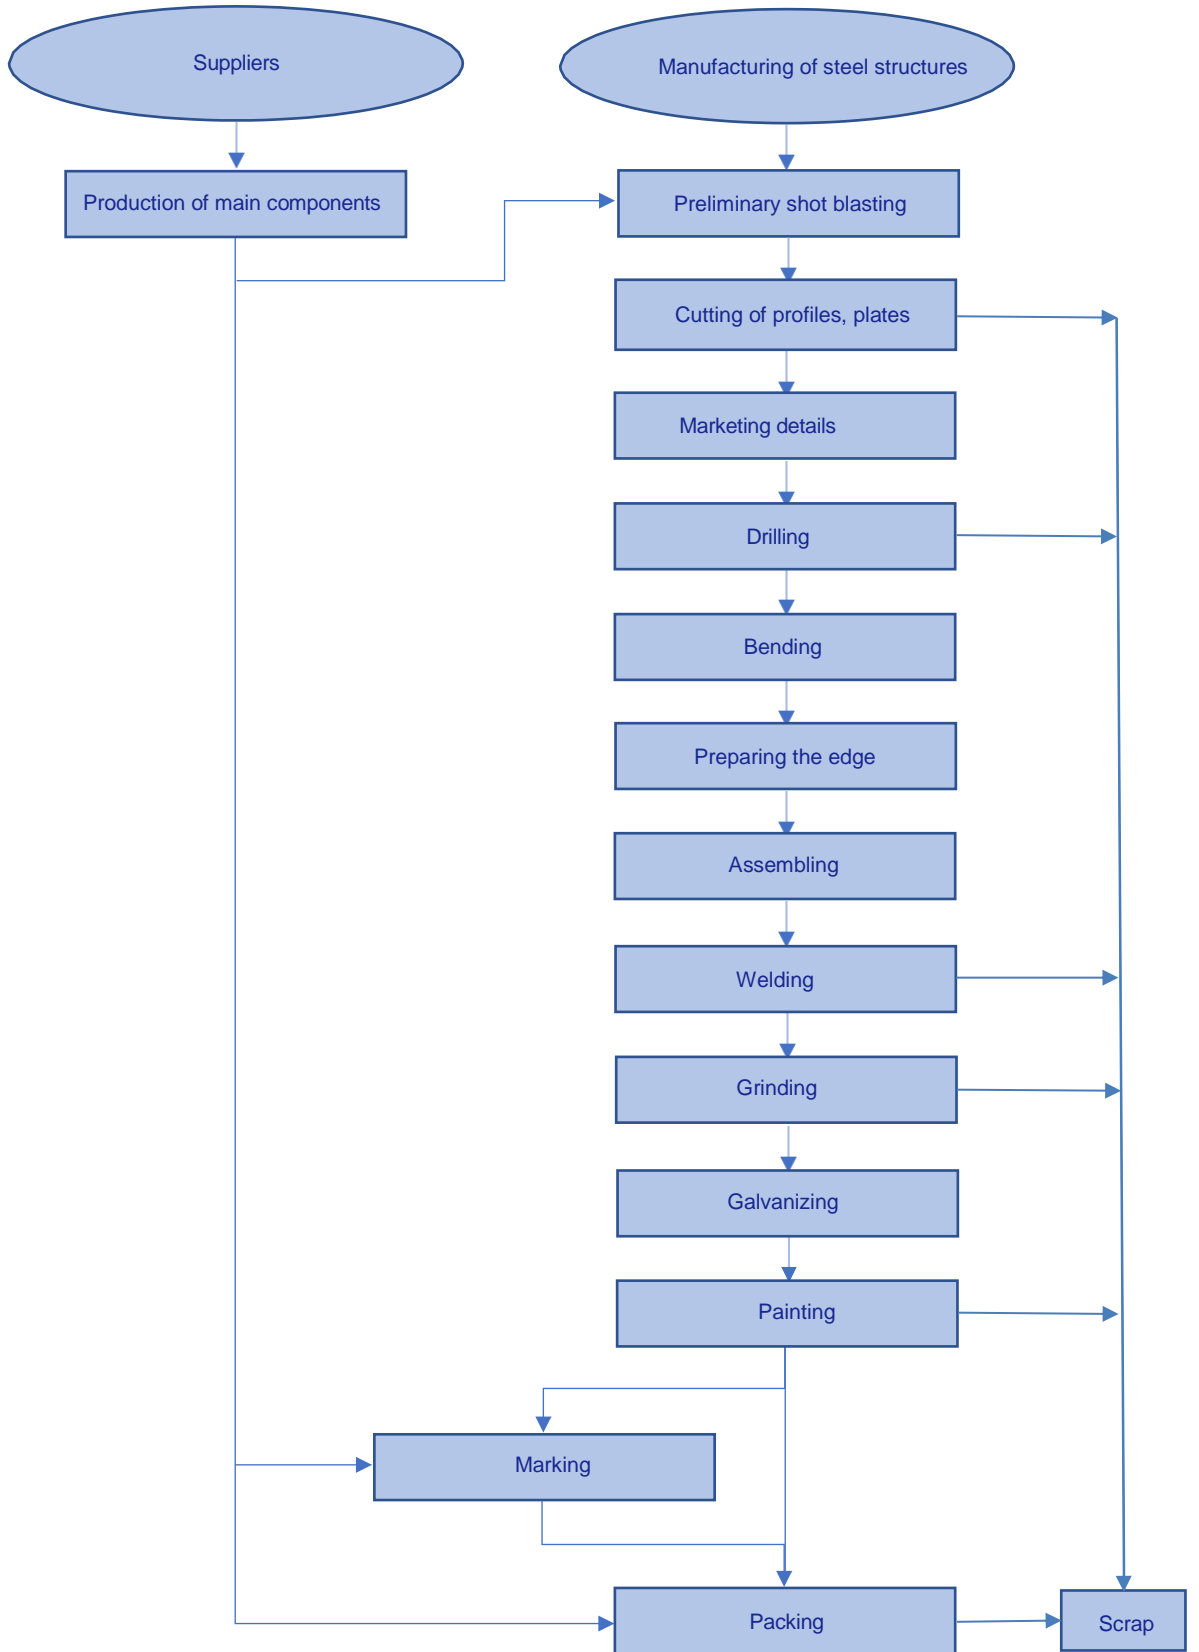 Suppliers
Manufacturing of steel structures
Production of main components
Preliminary shot blasting
Cutting of profiles, plates
Marketing details
Drilling
Bending
Preparing the edge
Assembling
Welding
Grinding
Galvanizing
Painting
Marking
Packing
Scrap